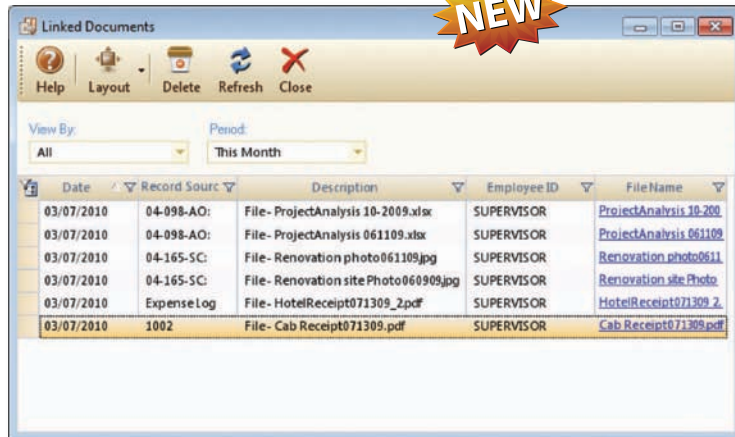 Linked Documents
NEW
Help Layout Delete Refresh Close
View By: Period:
All This Month
Date Record Sourc Description Employee ID FileName
03/07/2010 04-098-AO: File- ProjectAnalysis 10-2009.xlsx SUPERVISOR ProjectAnalysis 10-200
03/07/2010 04-098-AO: File- ProjectAnalysis 061109.xlsx SUPERVISOR ProjectAnalysis 061109
03/07/2010 04-165-SC: File- Renovation photo061109.jpg SUPERVISOR Renovation photo0611
03/07/2010 04-165-SC: File- Renovation site Photo060909.jpg SUPERVISOR Renovation site Photo
03/07/2010 ExpenseLog File- HotelReceipt071309_2.pdf SUPERVISOR HotelReceipt071309 2.
03/07/2010 1002 File- Cab Receipt071309.pdf SUPERVISOR Cab Receipt071309.pdf